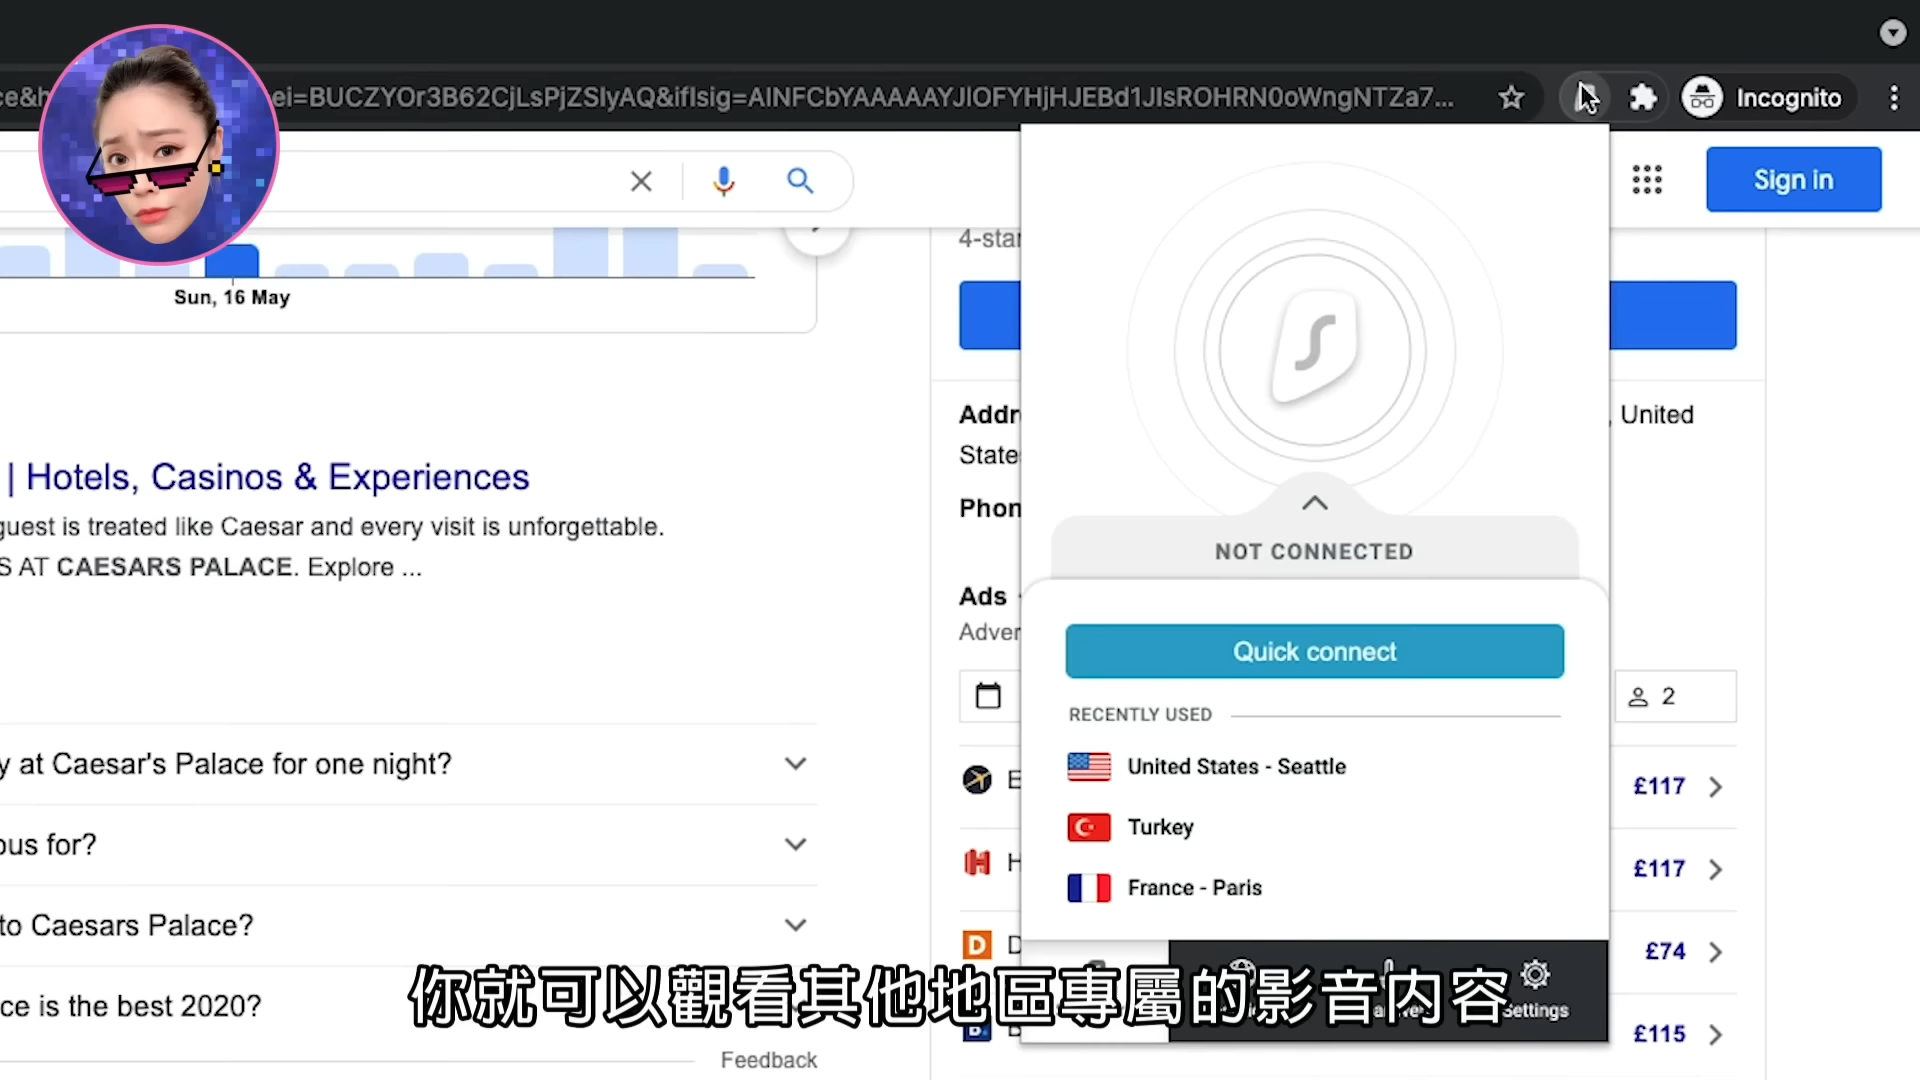 ce&h
ei=BUCZYOr3B62CjLsPjZSlyAQ&iflsig=AINFCbYAAAAAYJlOFYHjHJEBd1JIsROHRN0oWngNTZa7...
Incognito
Sign in
4-star
Sun, 16 May
Addr
, United
State
| Hotels, Casinos & Experiences
guest is treated like Caesar and every visit is unforgettable.
S AT CAESARS PALACE. Explore ...
Phon
NOT CONNECTED
Ads
Adver
Quick connect
2
RECENTLY USED
United States - Seattle
Turkey
France - Paris
y at Caesar's Palace for one night?
ous for?
to Caesars Palace?
ce is the best 2020?
Feedback
E
£117
H
£117
D
£74
£115
Settings
你就可以觀看其他地區專屬的影音內容